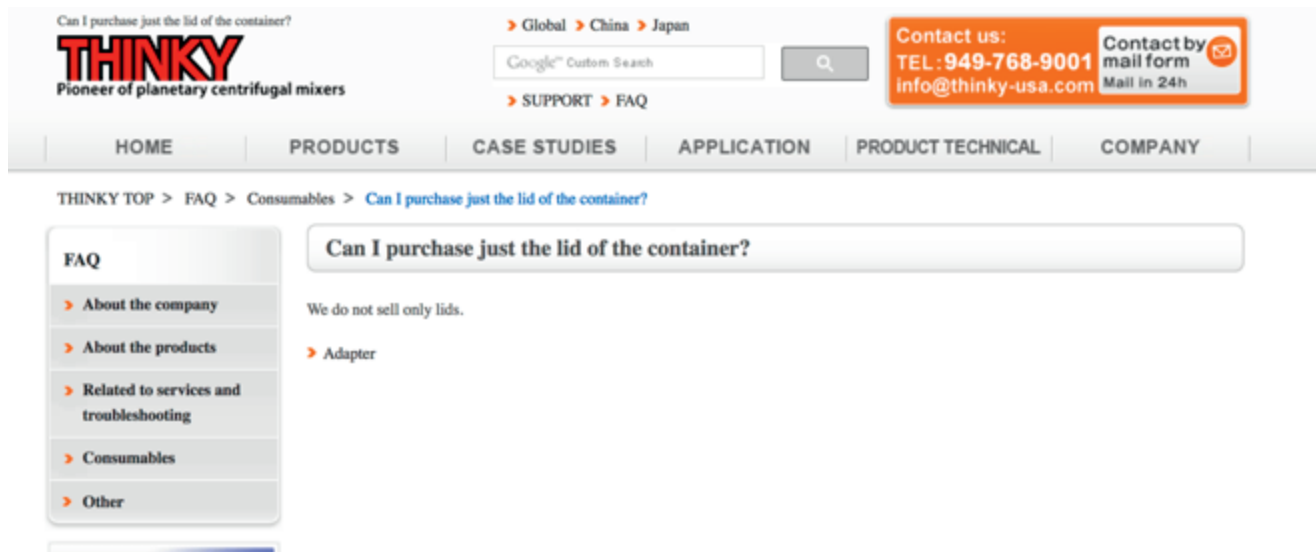 Can I purchase just the lid of the container?
THINKY
Pioneer of planetary centrifugal mixers
Global China Japan
Google™ Custom Search
SUPPORT FAQ
Contact us:
TEL:949-768-9001
info@thinky-usa.com
Contact by
mail form
Mail in 24h
HOME PRODUCTS CASE STUDIES APPLICATION PRODUCT TECHNICAL COMPANY
THINKY TOP > FAQ > Consumables > Can I purchase just the lid of the container?
FAQ
About the company
About the products
Related to services and
troubleshooting
Consumables
Other
Can I purchase just the lid of the container?
We do not sell only lids.
Adapter